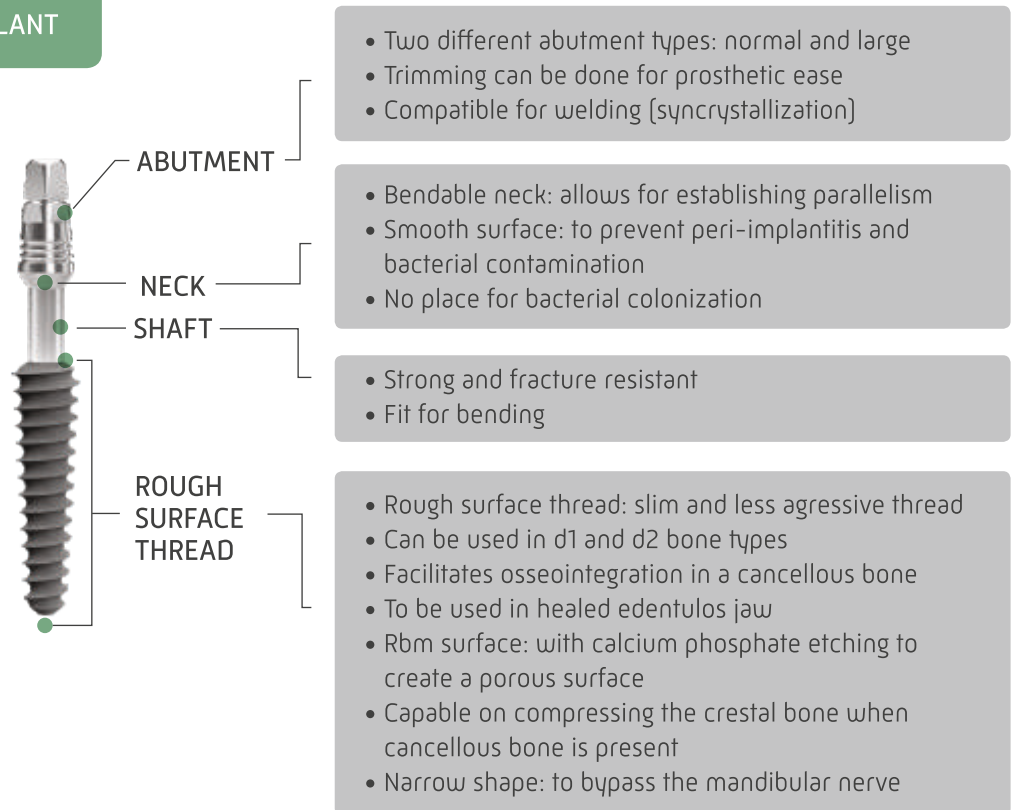 LANT
• Two different abutment types: normal and large
• Trimming can be done for prosthetic ease
• Compatible for welding (syncrystallization)
ABUTMENT
• Bendable neck: allows for establishing parallelism
• Smooth surface: to prevent peri-implantitis and
bacterial contamination
• No place for bacterial colonization
NECK
SHAFT
• Strong and fracture resistant
• Fit for bending
ROUGH
SURFACE
THREAD
• Rough surface thread: slim and less agressive thread
• Can be used in d1 and d2 bone types
• Facilitates osseointegration in a cancellous bone
• To be used in healed edentulos jaw
• Rbm surface: with calcium phosphate etching to
create a porous surface
• Capable on compressing the crestal bone when
cancellous bone is present
• Narrow shape: to bypass the mandibular nerve